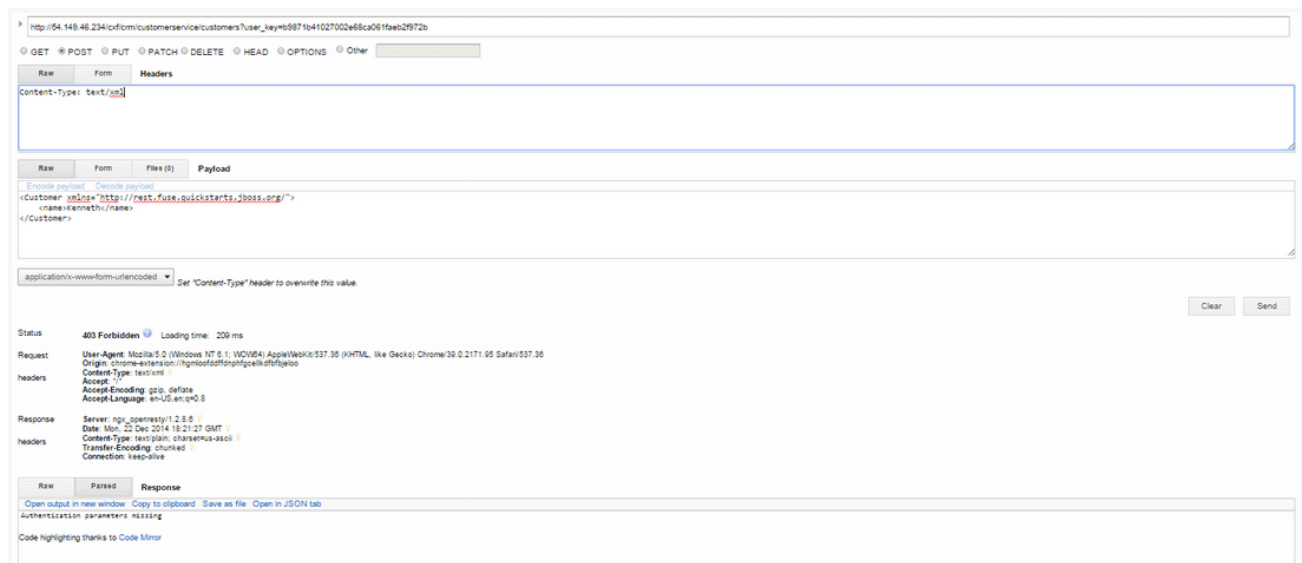 http://54.149.46.234/cxf/crm/customerservice/customers?user_key=b9871b41027002e68ca061faeb2f972b
GET POST PUT PATCH DELETE HEAD OPTIONS Other
Raw Form Headers
Content-Type: text/xml
Raw Form Files (0) Payload
Encode payload Decode payload
<Customer xmlns="http://rest.fuse.quickstarts.jboss.org/">
<name>Kenneth</name>
</Customer>
application/x-www-form-urlencoded Set "Content-Type" header to overwrite this value.
Clear Send
Status 403 Forbidden Loading time: 209 ms
Request headers
User-Agent: Mozilla/5.0 (Windows NT 6.1; WOW64) AppleWebKit/537.36 (KHTML, like Gecko) Chrome/39.0.2171.95 Safari/537.36
Origin: chrome-extension://hgmloofddffdnphfgcellkdfbfbjeloo
Content-Type: text/xml
Accept: */*
Accept-Encoding: gzip, deflate
Accept-Language: en-US,en;q=0.8
Response headers
Server: ngx_openresty/1.2.8.6
Date: Mon, 22 Dec 2014 18:21:27 GMT
Content-Type: text/plain; charset=us-ascii
Transfer-Encoding: chunked
Connection: keep-alive
Raw Parsed Response
Open output in new window Copy to clipboard Save as file Open in JSON tab
Authentication parameters missing
Code highlighting thanks to Code Mirror